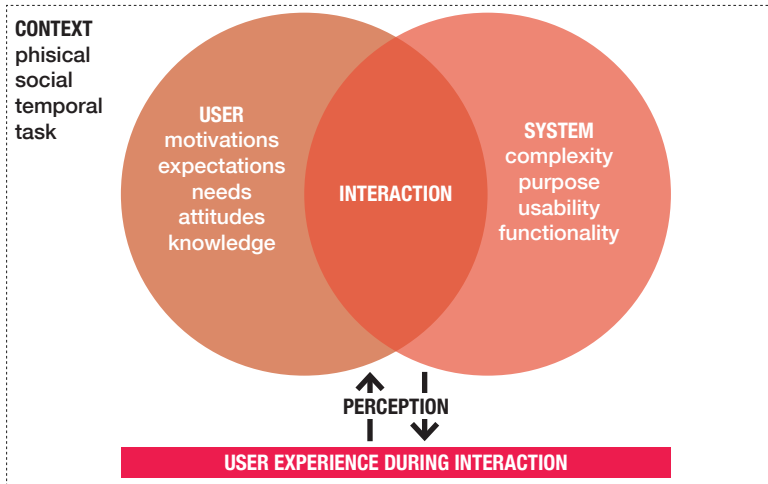 CONTEXT
phisical
social
temporal
task
USER
motivations
expectations
needs
attitudes
knowledge
INTERACTION
SYSTEM
complexity
purpose
usability
functionality
PERCEPTION
USER EXPERIENCE DURING INTERACTION